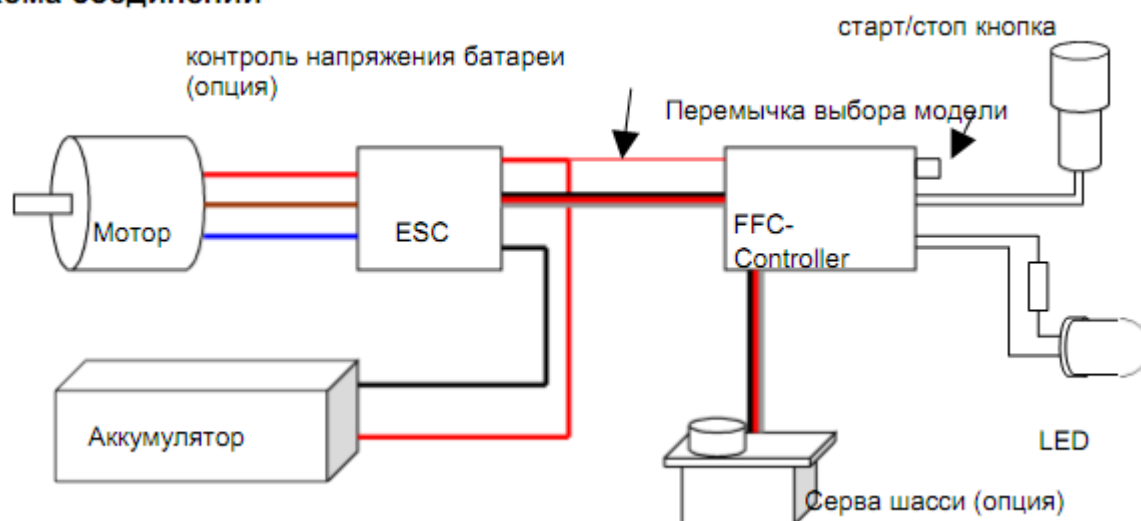 соединений
старт/стоп кнопка
контроль напряжения батареи
(опция)
Перемычка выбора модели
Мотор
ESC
FFC-
Controller
Аккумулятор
LED
Серва шасси (опция)